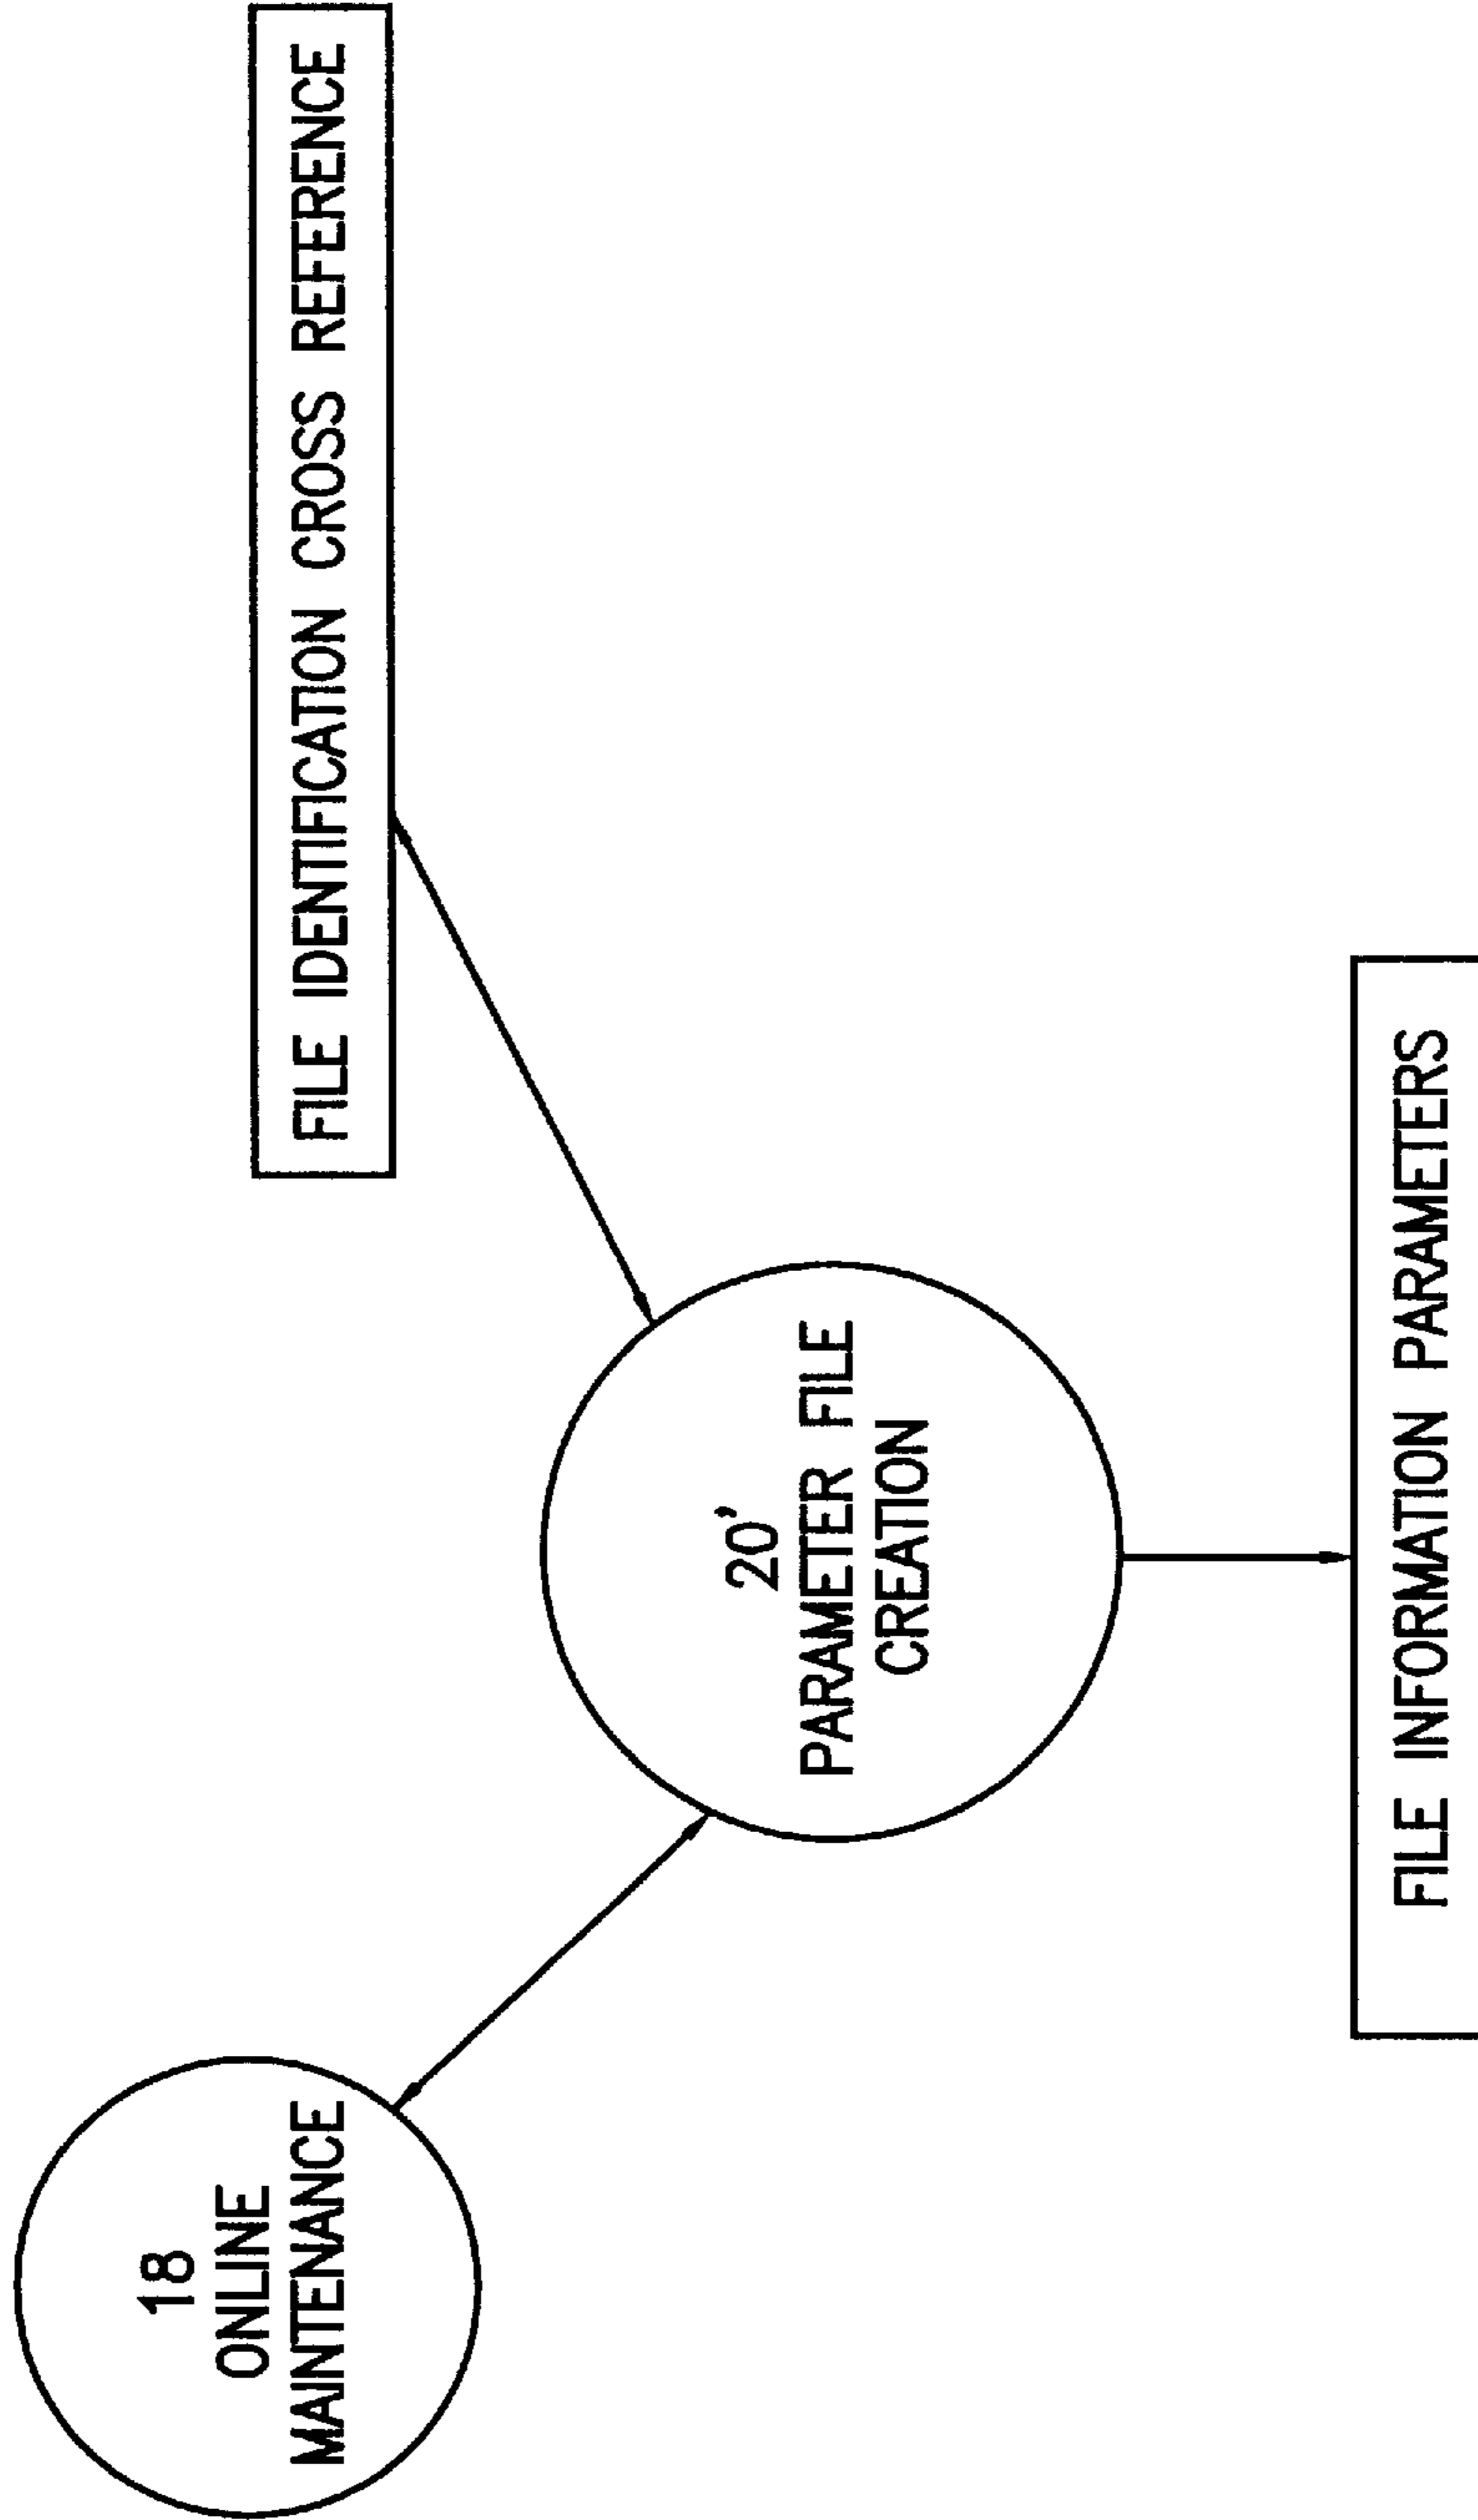 18
ONLINE
MAINTENANCE
FILE IDENTIFICATION CROSS REFERENCE
20'
PARAMETER FILE
CREATION
FILE INFORMATION PARAMETERS